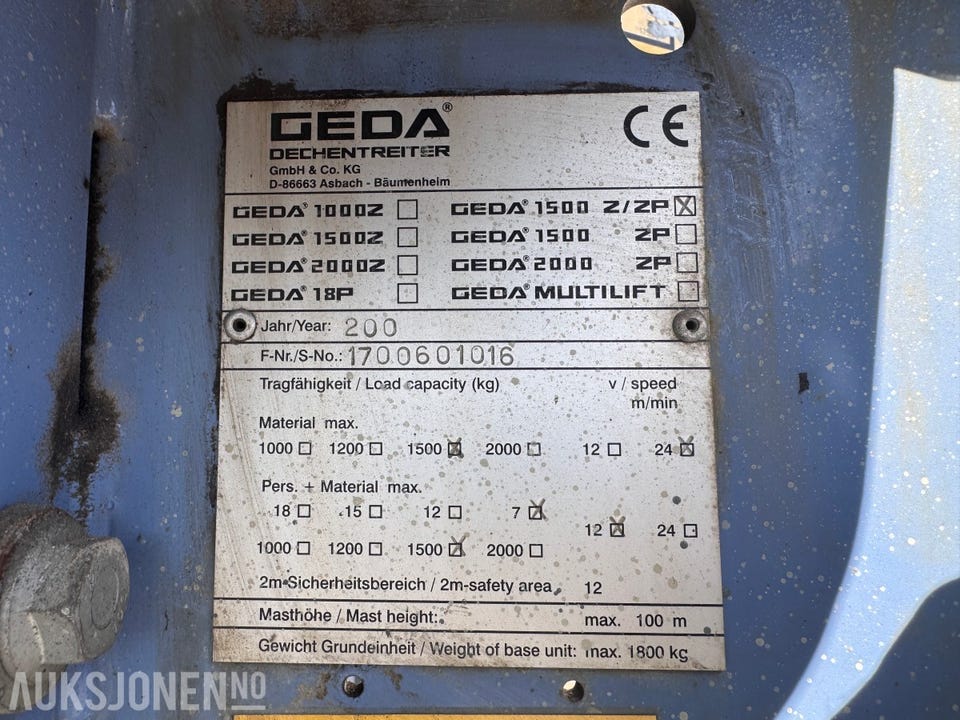 GEDA®
DECHENTREITER
GmbH & Co. KG
D-86663 Asbach - Bäumenheim
CE
GEDA® 1000Z ☐ GEDA® 1500 Z/ZP ☒
GEDA® 1500Z ☐ GEDA® 1500 ZP ☐
GEDA® 2000Z ☐ GEDA® 2000 ZP ☐
GEDA® 18P ☐ GEDA® MULTILIFT ☐
Jahr/Year: 200
F-Nr./S-No.: 1700601016
Tragfähigkeit / Load capacity (kg) v / speed
m/min
Material max.
1000 ☐ 1200 ☐ 1500 ☒ 2000 ☐ 12 ☐ 24 ☒
Pers. + Material max.
18 ☐ 15 ☐ 12 ☐ 7 ☒
12 ☒ 24 ☐
1000 ☐ 1200 ☐ 1500 ☒ 2000 ☐
2m-Sicherheitsbereich / 2m-safety area 12
Masthöhe / Mast height: max. 100 m
Gewicht Grundeinheit / Weight of base unit: max. 1800 kg
AUKSJONEN.NO